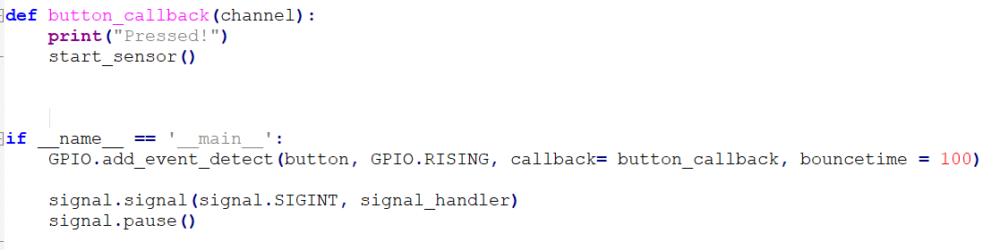 def button_callback(channel):
    print("Pressed!")
    start_sensor()
if __name__ == '__main__':
    GPIO.add_event_detect(button, GPIO.RISING, callback= button_callback, bouncetime = 100)
    signal.signal(signal.SIGINT, signal_handler)
    signal.pause()